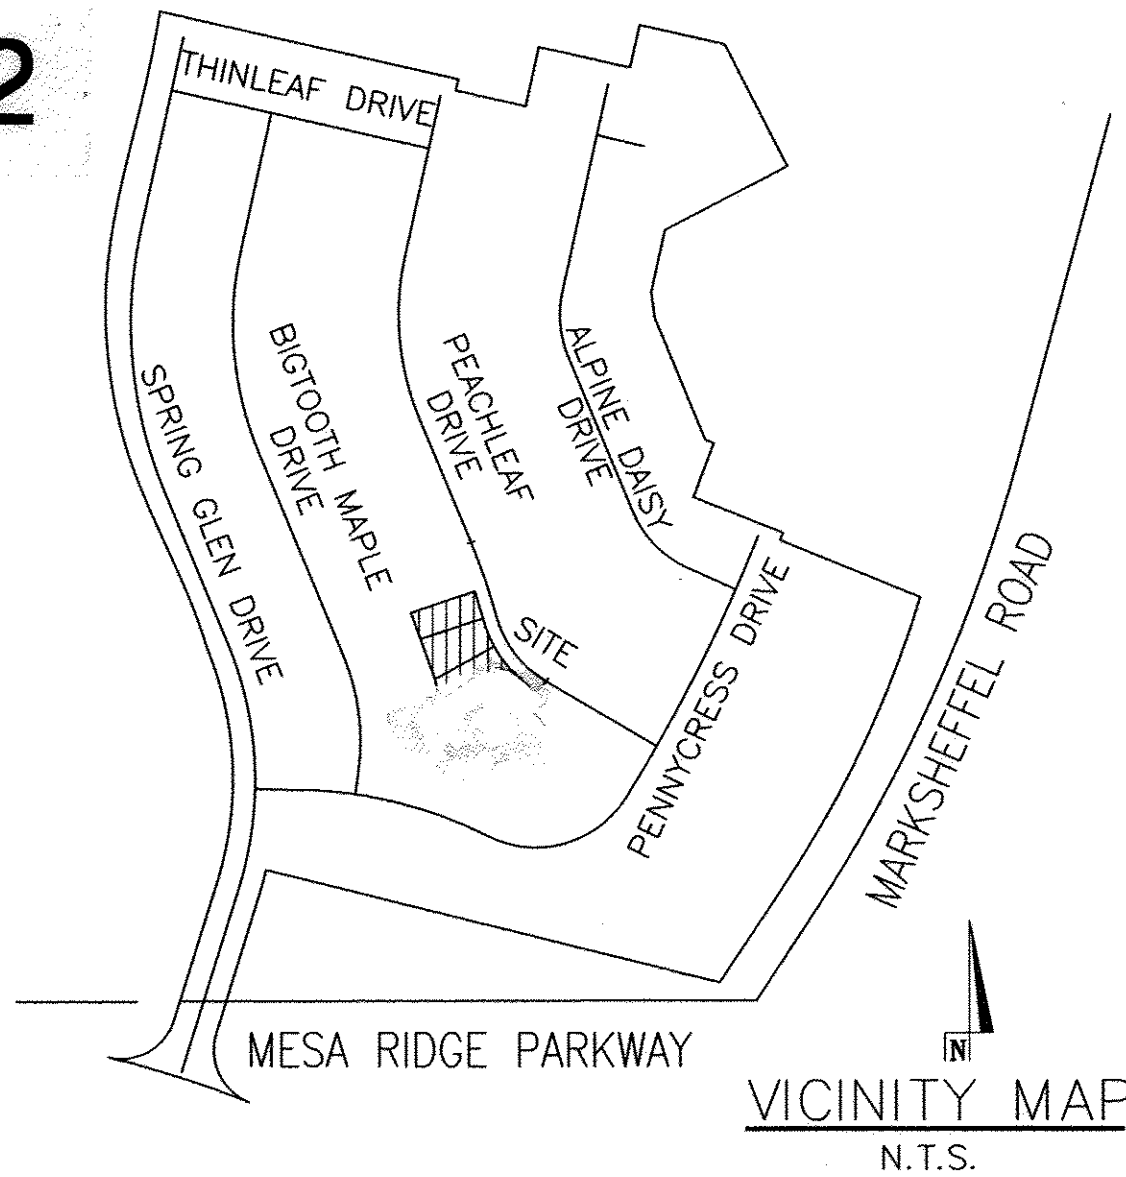 2
THINLEAF DRIVE
SPRING GLEN DRIVE
BIGTOOTH MAPLE
DRIVE
PEACHLEAF
DRIVE
ALPINE DAISY
DRIVE
SITE
PENNYCRESS DRIVE
MARKSHEFFEL ROAD
MESA RIDGE PARKWAY
N
VICINITY MAP
N.T.S.